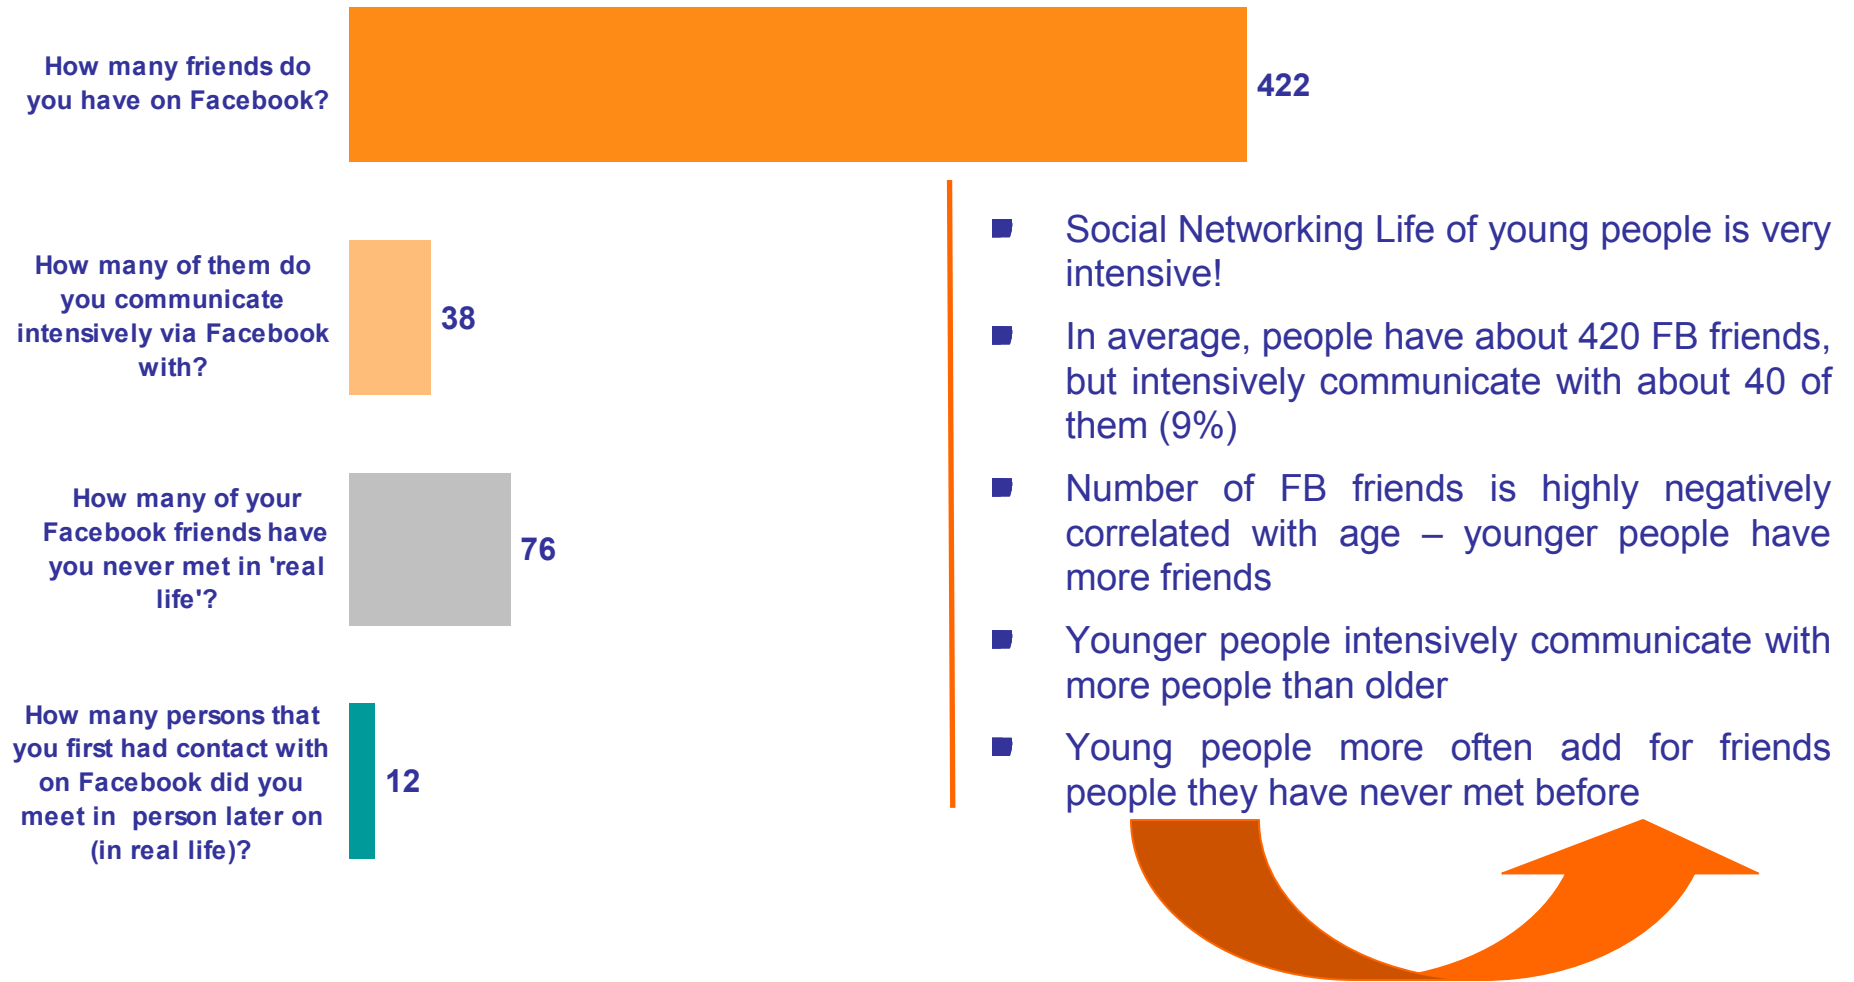 How many friends do
you have on Facebook?
422
How many of them do
you communicate
intensively via Facebook
with?
38
How many of your
Facebook friends have
you never met in 'real
life'?
76
How many persons that
you first had contact with
on Facebook did you
meet in person later on
(in real life)?
12
Social Networking Life of young people is very
intensive!
In average, people have about 420 FB friends,
but intensively communicate with about 40 of
them (9%)
Number of FB friends is highly negatively
correlated with age – younger people have
more friends
Younger people intensively communicate with
more people than older
Young people more often add for friends
people they have never met before